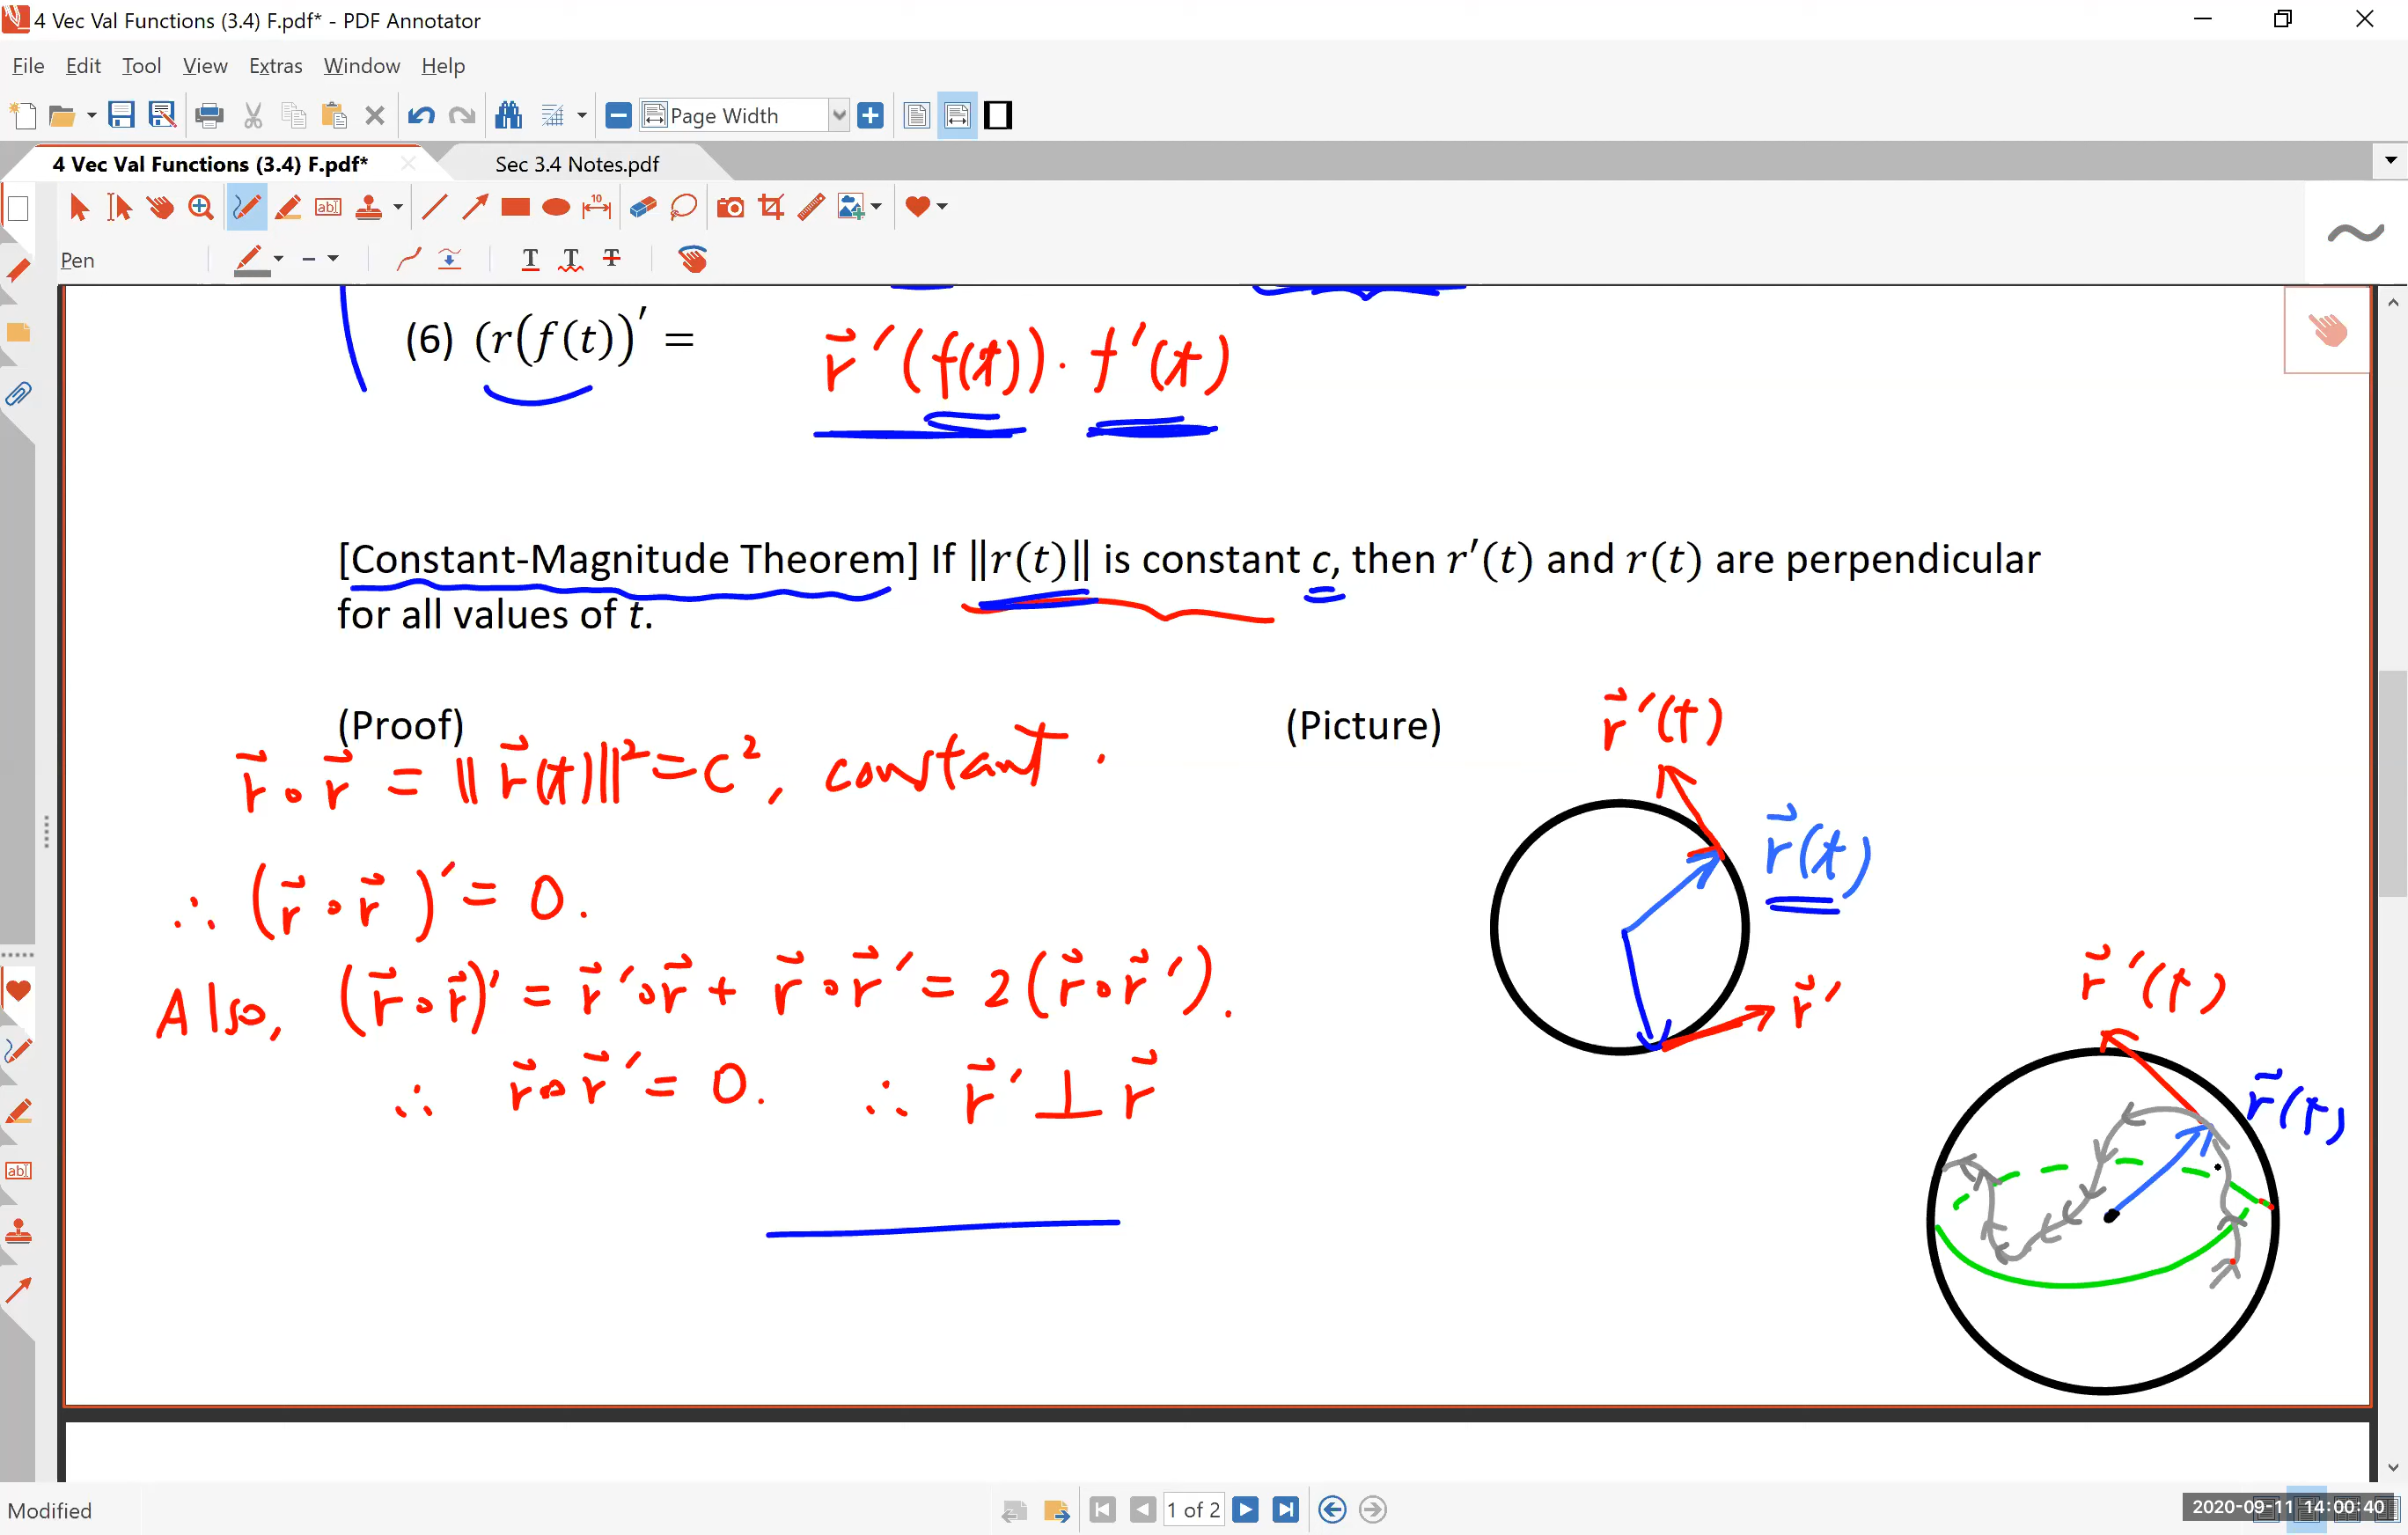 4 Vec Val Functions (3.4) F.pdf* - PDF Annotator
File Edit Tool View Extras Window Help
Page Width
4 Vec Val Functions (3.4) F.pdf* Sec 3.4 Notes.pdf
Pen
(6) (r(f(t))′ = r⃗′(f(t)) · f′(t)
[Constant-Magnitude Theorem] If ‖r(t)‖ is constant c, then r′(t) and r(t) are perpendicular
for all values of t.
(Proof)
r⃗ ∘ r⃗ = ‖r⃗(t)‖² = c², constant.
∴ (r⃗ ∘ r⃗)′ = 0.
Also, (r⃗ ∘ r⃗)′ = r⃗′ ∘ r⃗ + r⃗ ∘ r⃗′ = 2(r⃗ ∘ r⃗′).
∴ r⃗ ∘ r⃗′ = 0. ∴ r⃗′ ⊥ r⃗
(Picture)
r⃗′(t)
r⃗(t)
r⃗′
r⃗′(t)
r⃗(t)
Modified
1 of 2
2020-09-11 14:00:40